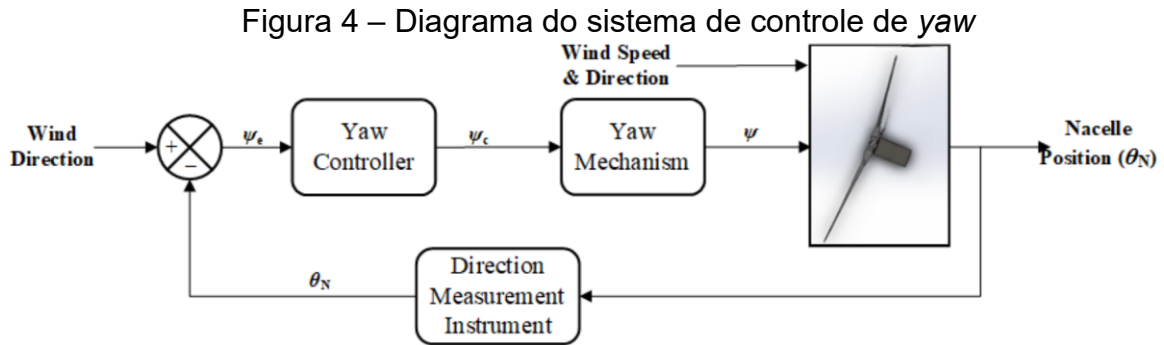 Figura 4 – Diagrama do sistema de controle de yaw
Wind Speed
& Direction
Wind
Direction
+
−
ψe
Yaw
Controller
ψc
Yaw
Mechanism
ψ
Nacelle
Position (θN)
θN
Direction
Measurement
Instrument